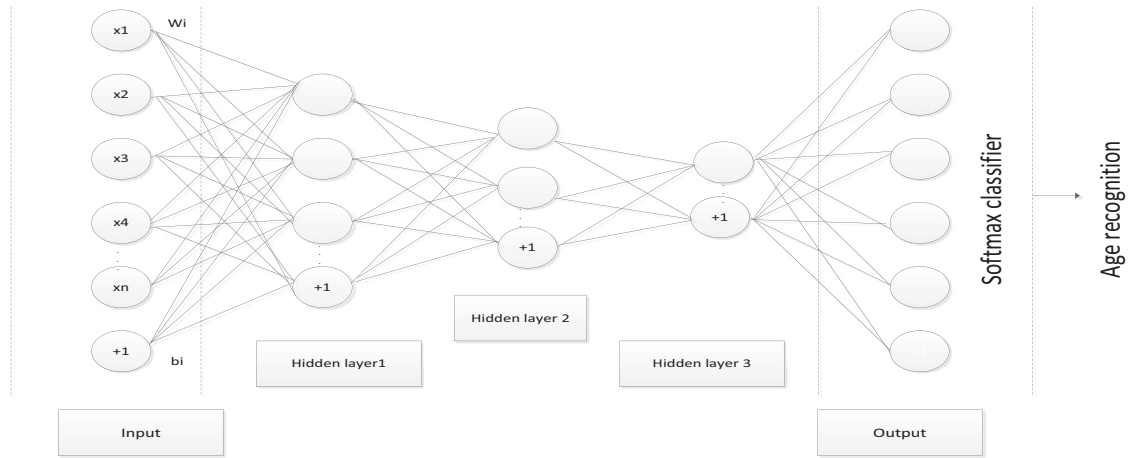 x1
Wi
x2
x3
x4
xn
+1
bi
Input
+1
Hidden layer1
+1
Hidden layer 2
+1
Hidden layer 3
+1
Output
Softmax classifier
Age recognition